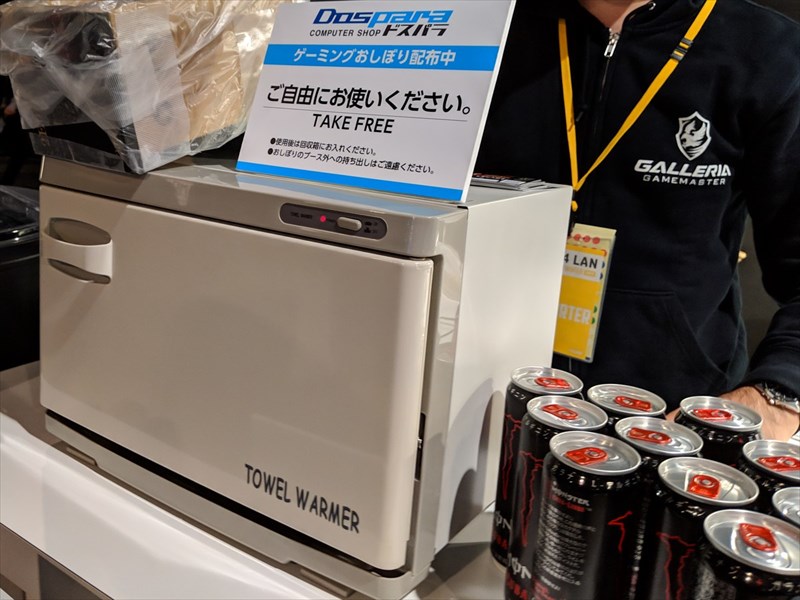 Dospara
COMPUTER SHOP ドスパラ
ゲーミングおしぼり配布中
ご自由にお使いください。
TAKE FREE
●使用後は回収箱にお入れください。
●おしぼりのブース外への持ち出しはご遠慮ください。
GALLERIA
GAMEMASTER
4 LAN
RTER
TOWEL WARMER